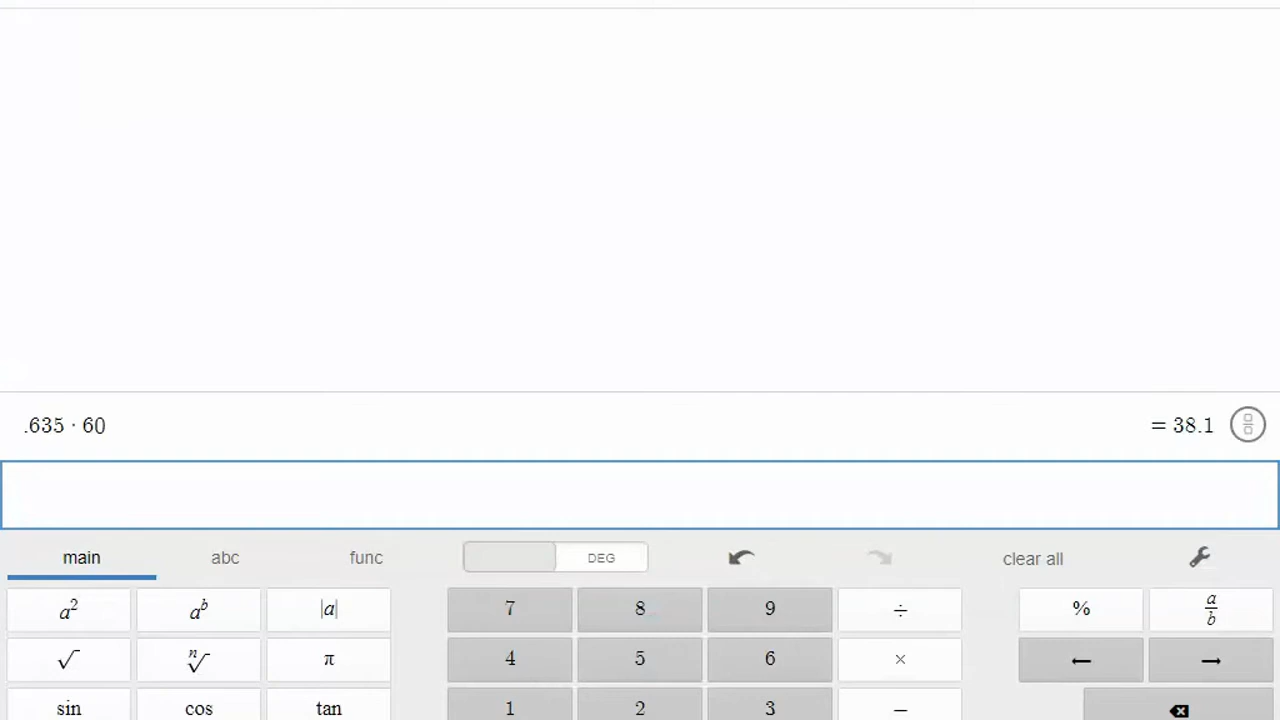 .635 · 60 = 38.1
main abc func DEG clear all
a² aᵇ |a| 7 8 9 ÷ % a/b
√ ⁿ√ π 4 5 6 × ← →
sin cos tan 1 2 3 −